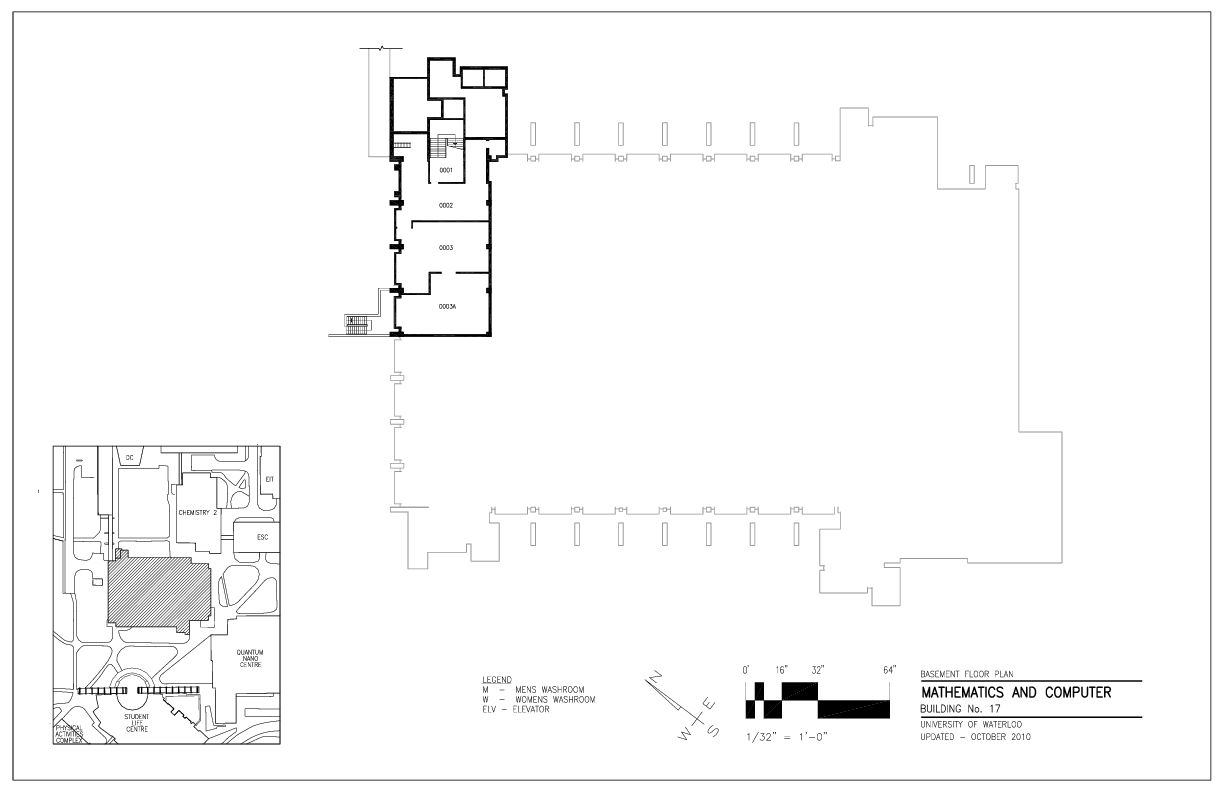 0001
0002
0003
0003A
DC
EIT
CHEMISTRY 2
ESC
QUANTUM
NANO
CENTRE
STUDENT
LIFE
CENTRE
PHYSICAL
ACTIVITIES
COMPLEX
LEGEND
M – MENS WASHROOM
W – WOMENS WASHROOM
ELV – ELEVATOR
N
E
W
S
0' 16" 32" 64"
1/32" = 1'-0"
BASEMENT FLOOR PLAN
MATHEMATICS AND COMPUTER
BUILDING No. 17
UNIVERSITY OF WATERLOO
UPDATED – OCTOBER 2010